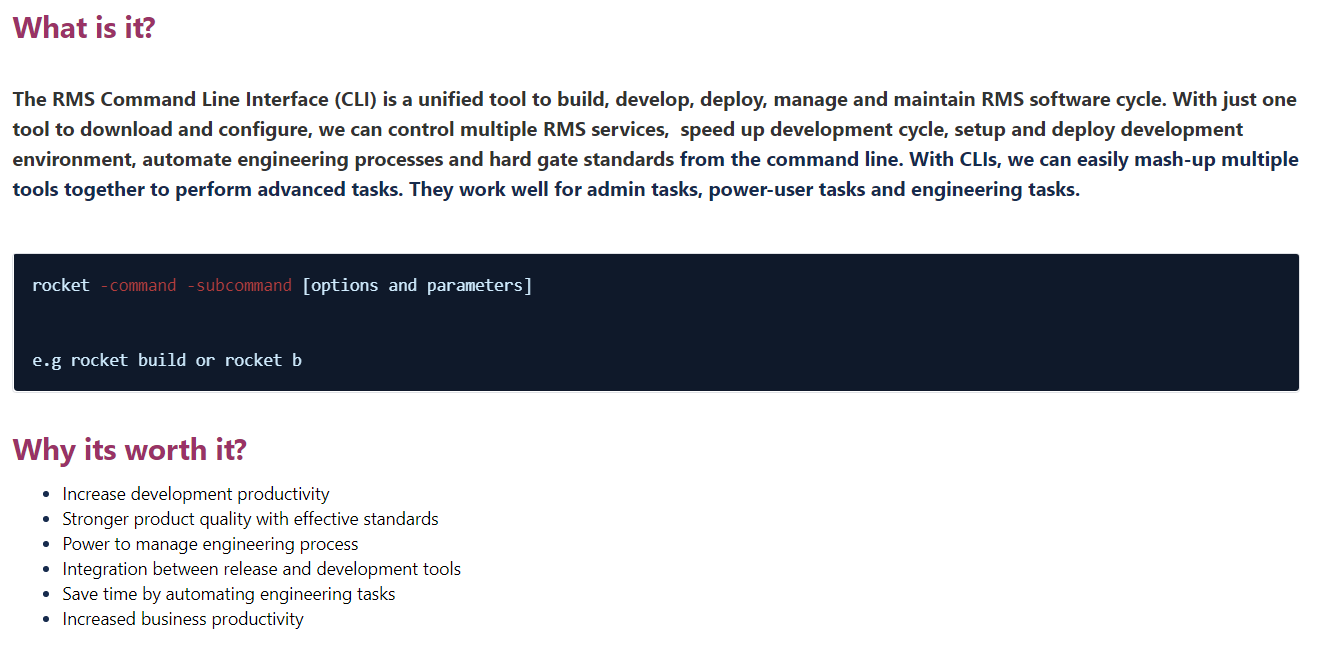 What is it?
The RMS Command Line Interface (CLI) is a unified tool to build, develop, deploy, manage and maintain RMS software cycle. With just one
tool to download and configure, we can control multiple RMS services,  speed up development cycle, setup and deploy development
environment, automate engineering processes and hard gate standards from the command line. With CLIs, we can easily mash-up multiple
tools together to perform advanced tasks. They work well for admin tasks, power-user tasks and engineering tasks.
rocket -command -subcommand [options and parameters]
e.g rocket build or rocket b
Why its worth it?
• Increase development productivity
• Stronger product quality with effective standards
• Power to manage engineering process
• Integration between release and development tools
• Save time by automating engineering tasks
• Increased business productivity